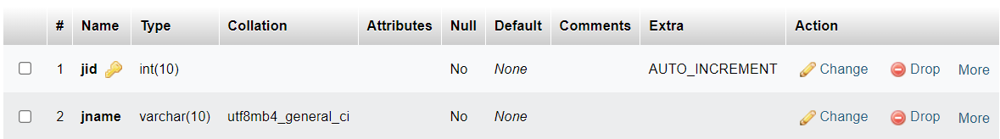 # Name Type Collation Attributes Null Default Comments Extra Action
1 jid int(10) No None AUTO_INCREMENT Change Drop More
2 jname varchar(10) utf8mb4_general_ci No None Change Drop More